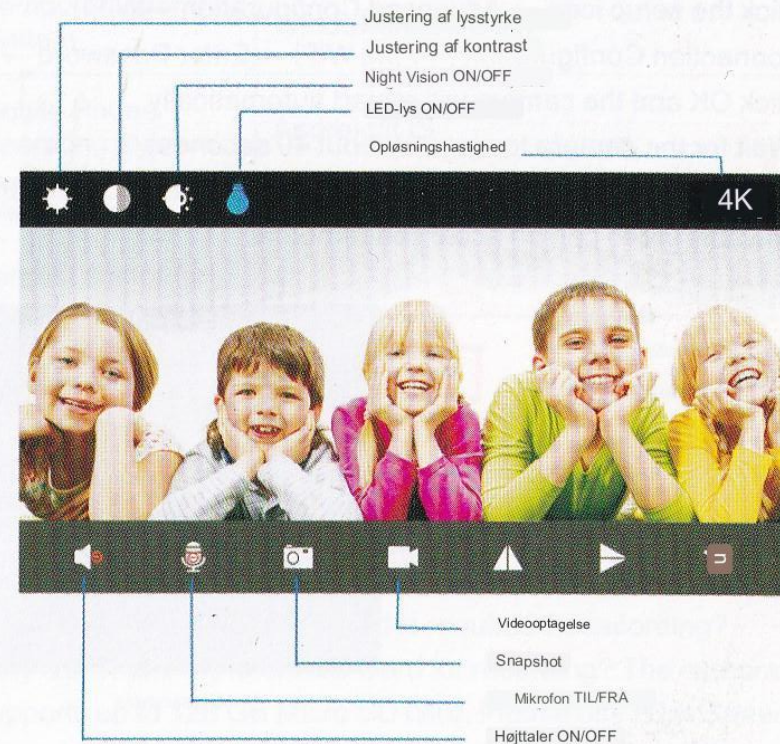 Justering af lysstyrke
Justering af kontrast
Night Vision ON/OFF
LED-lys ON/OFF
Opløsningshastighed
4K
Videooptagelse
Snapshot
Mikrofon TIL/FRA
Højttaler ON/OFF